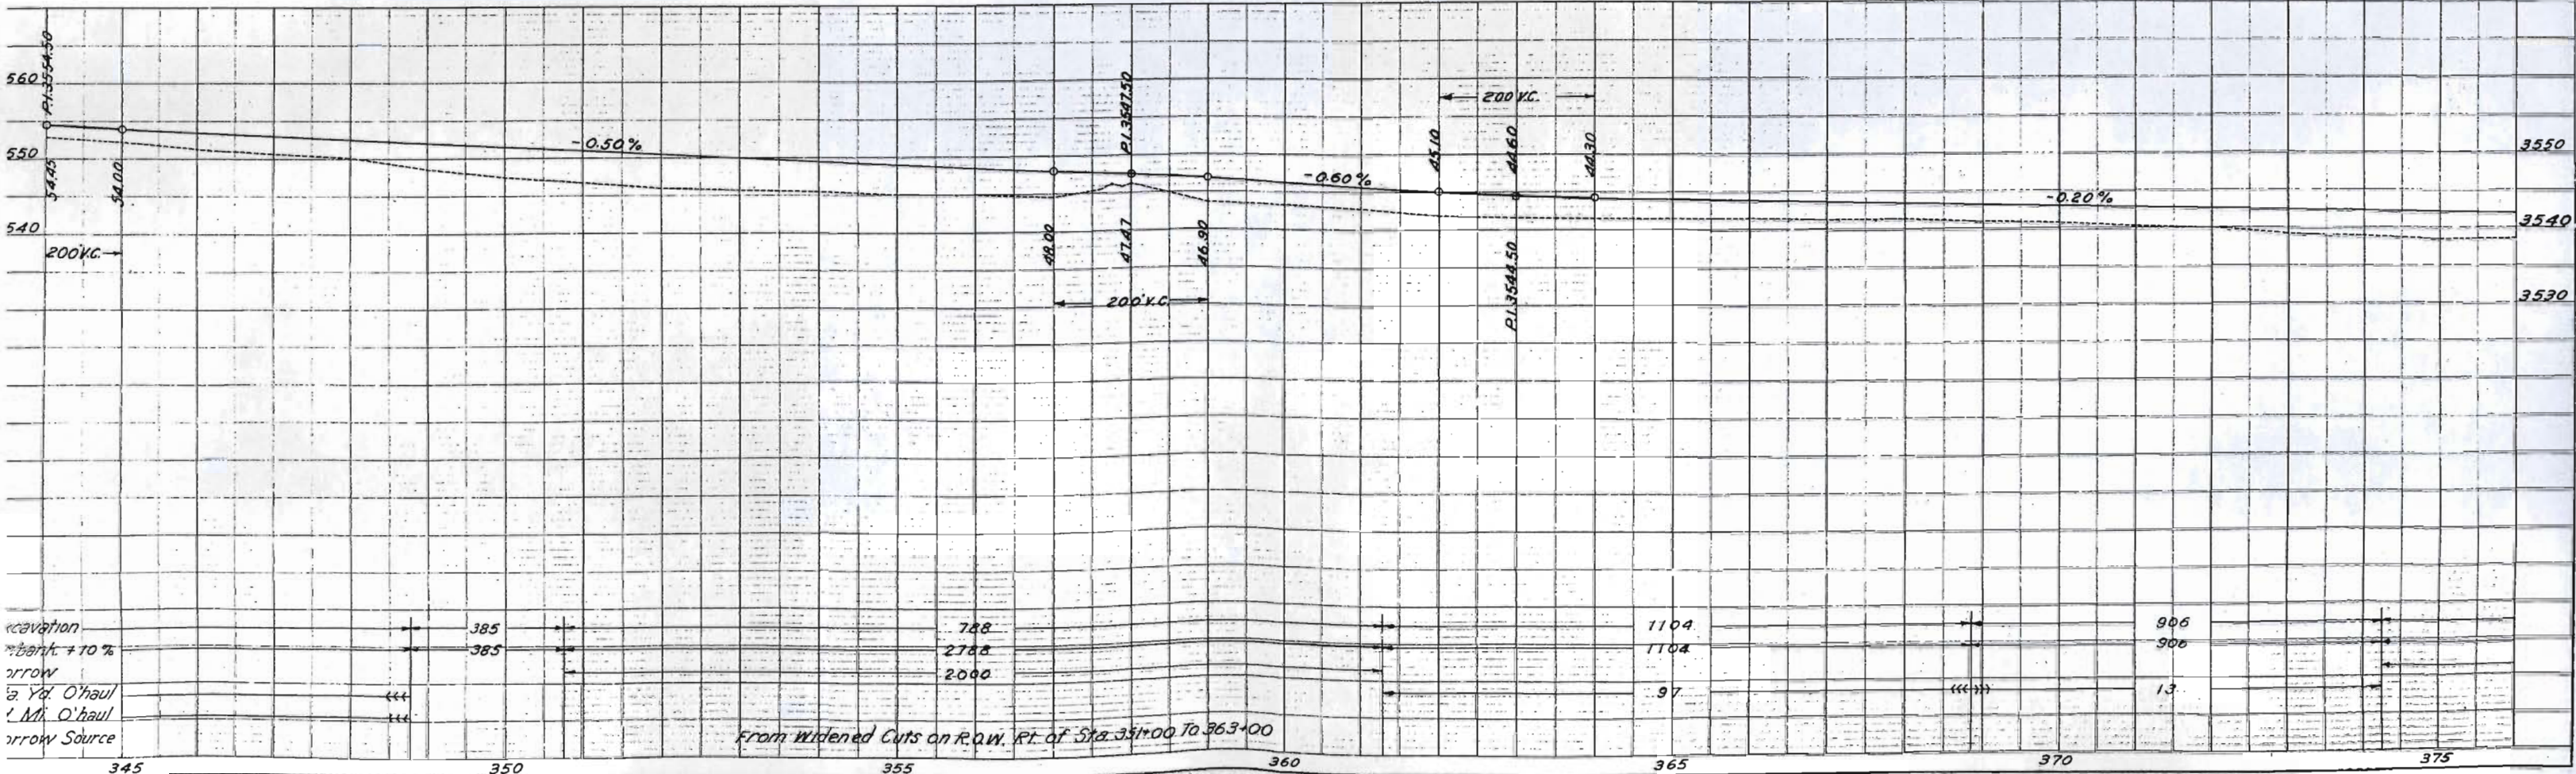 P.I. 3554.50
560
550
540
54.45
54.00
200' V.C.
-0.50%
P.I. 3547.50
48.00
47.47
46.90
200' V.C.
-0.60%
200 V.C.
45.10
44.60
44.30
P.I. 3544.50
-0.20%
3550
3540
3530
xcavation 385 788 1104 906
bank +10% 385 2788 1104 906
orrow 2000
a. Yd. O'haul 97 13
Mi. O'haul
orrow Source From Widened Cuts on R.O.W. Rt. of Sta. 351+00 To 363+00
345 350 355 360 365 370 375